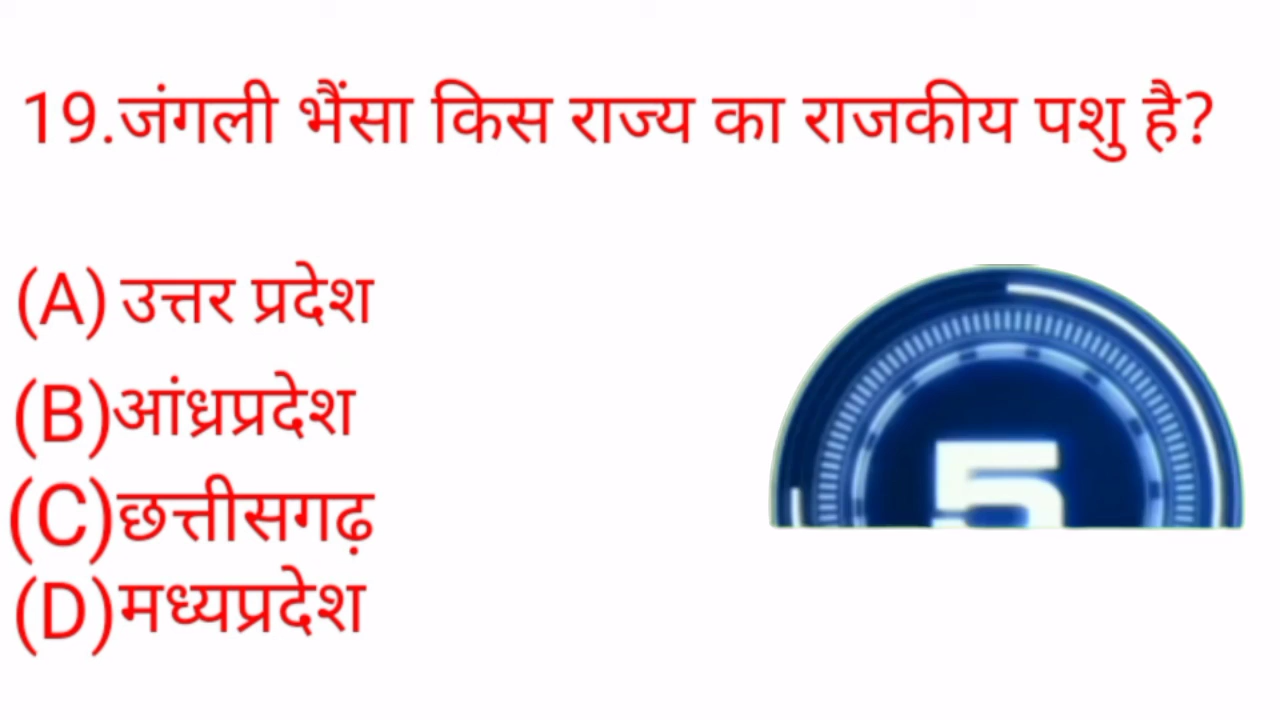 19.जंगली भैंसा किस राज्य का राजकीय पशु है?
(A) उत्तर प्रदेश
(B)आंध्रप्रदेश
(C)छत्तीसगढ़
(D)मध्यप्रदेश
5